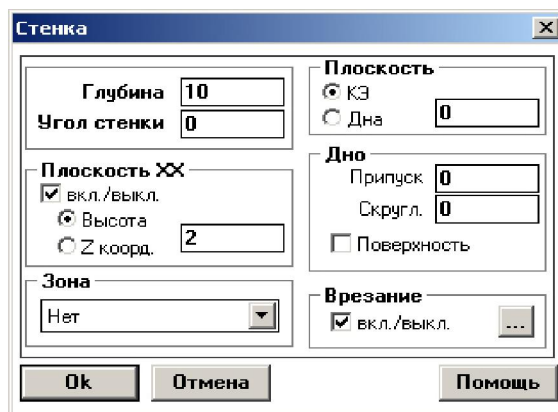 Стенка
Глубина 10
Угол стенки 0
Плоскость XX
вкл./выкл.
Высота
Z коорд. 2
Зона
Нет
Плоскость
КЭ
Дна 0
Дно
Припуск 0
Скругл. 0
Поверхность
Врезание
вкл./выкл. ...
Ok Отмена Помощь